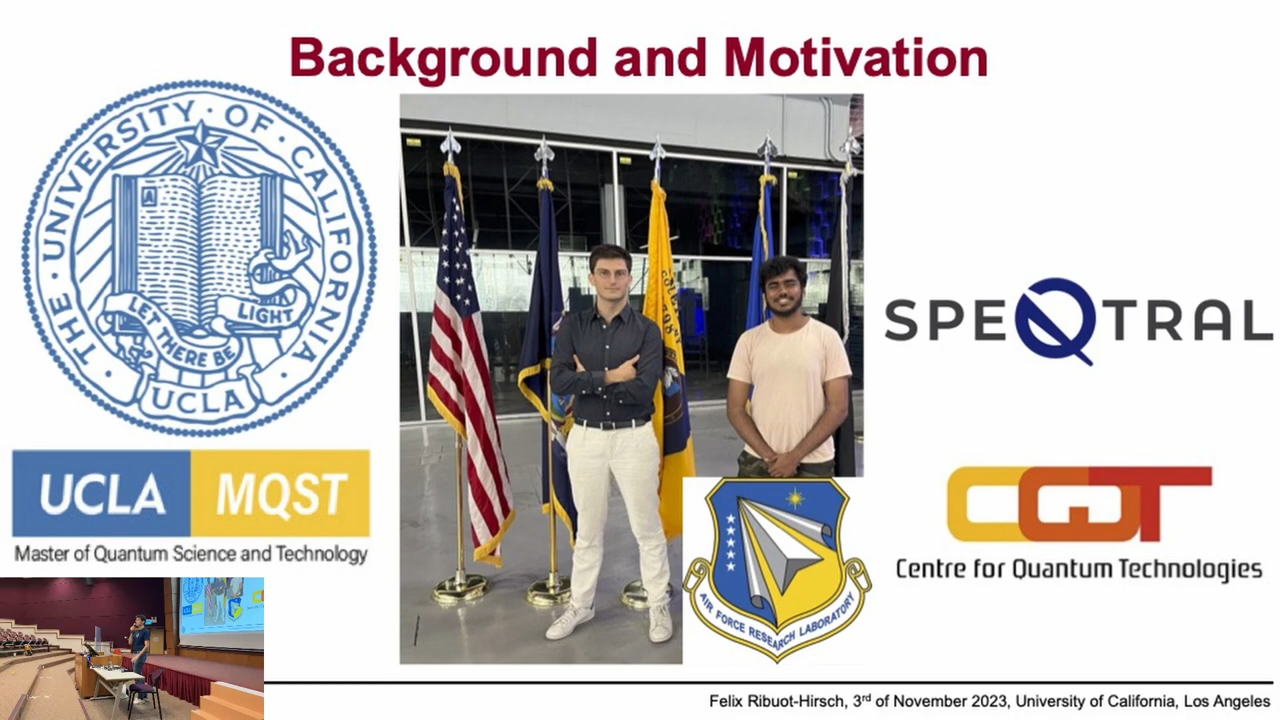 Background and Motivation
THE · UNIVERSITY · OF · CALIFORNIA ·
A
LET THERE BE LIGHT
UCLA
UCLA MQST
Master of Quantum Science and Technology
AIR FORCE RESEARCH LABORATORY
SPEQTRAL
CQT
Centre for Quantum Technologies
Felix Ribuot-Hirsch, 3rd of November 2023, University of California, Los Angeles